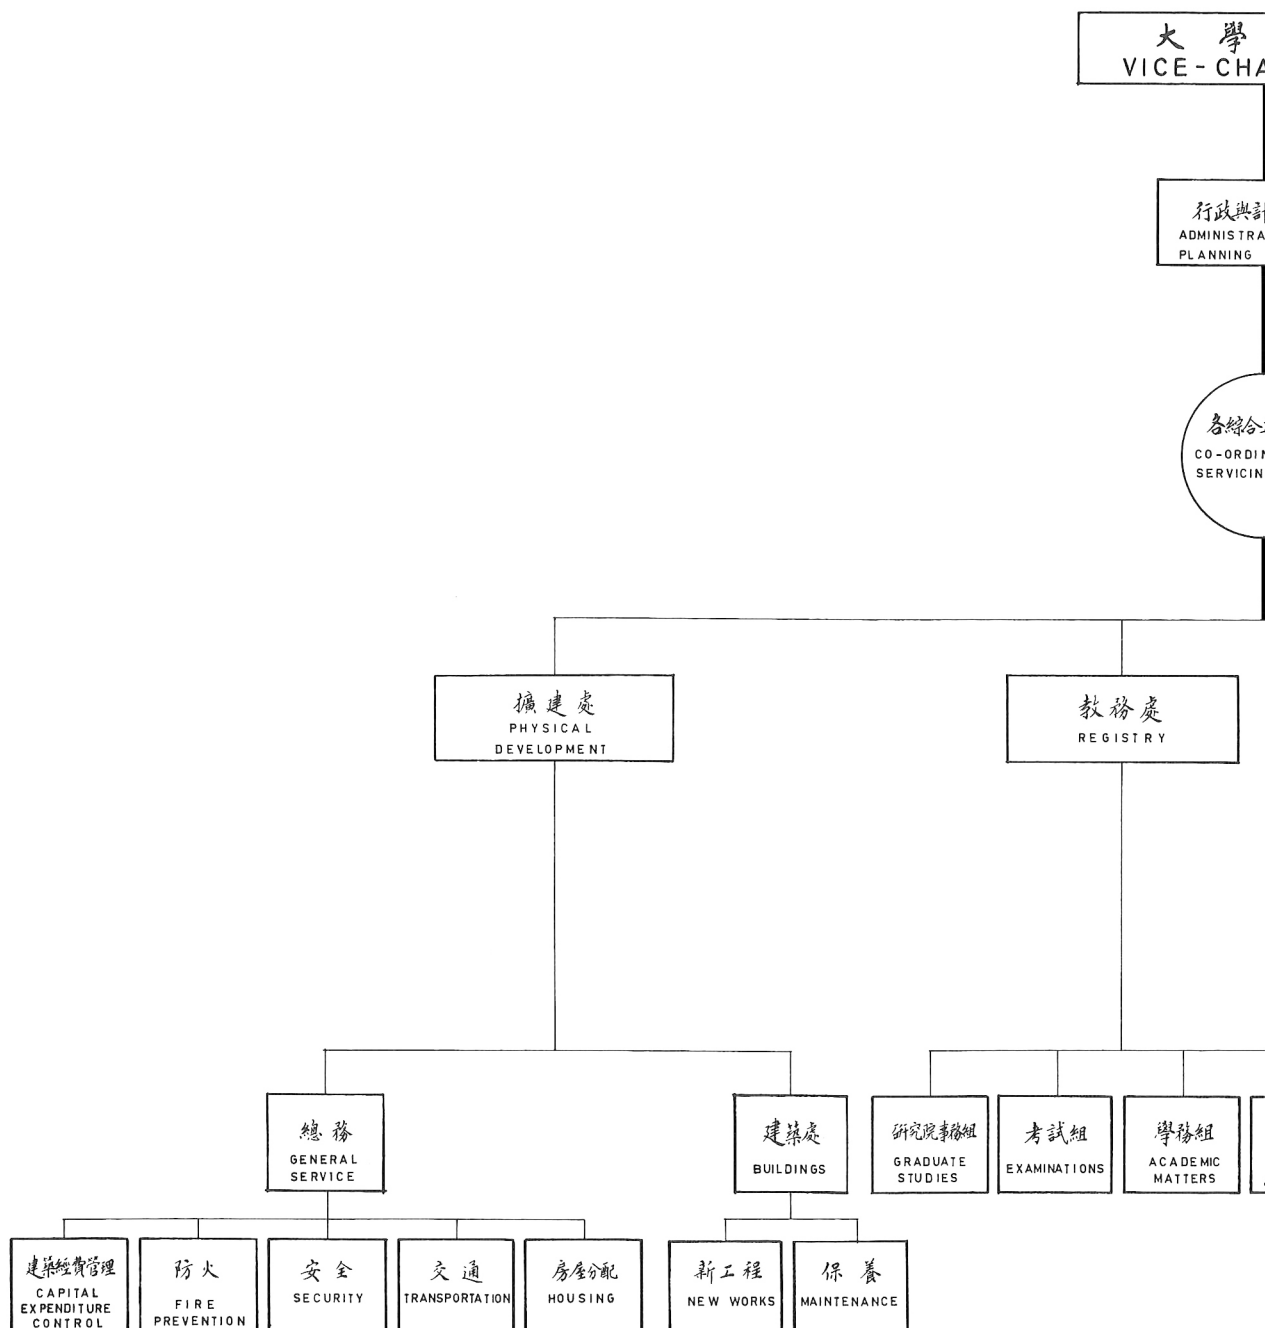 大 學
VICE-CHA
行政與計
ADMINISTRA
PLANNING
各綜合
CO-ORDIN
SERVICIN
擴建處
PHYSICAL
DEVELOPMENT
教務處
REGISTRY
總務
GENERAL
SERVICE
建築處
BUILDINGS
研究院事務組
GRADUATE
STUDIES
考試組
EXAMINATIONS
學務組
ACADEMIC
MATTERS
建築經費管理
CAPITAL
EXPENDITURE
CONTROL
防火
FIRE
PREVENTION
安全
SECURITY
交通
TRANSPORTATION
房屋分配
HOUSING
新工程
NEW WORKS
保養
MAINTENANCE